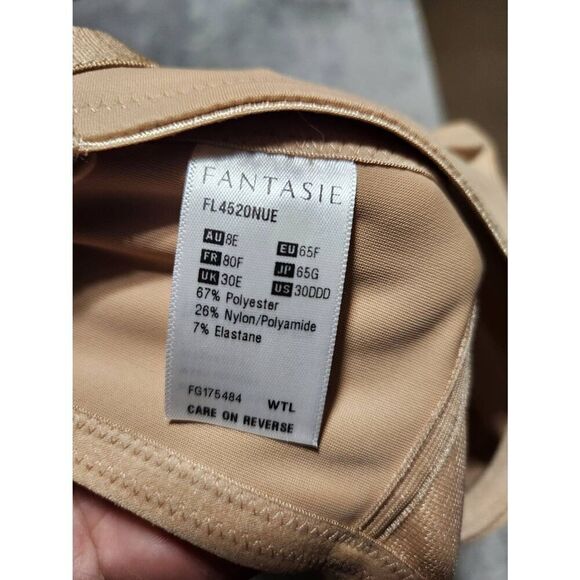 FANTASIE
FL4520NUE
AU 8E EU 65F
FR 80F JP 65G
UK 30E US 30DDD
67% Polyester
26% Nylon/Polyamide
7% Elastane
FG175484 WTL
CARE ON REVERSE